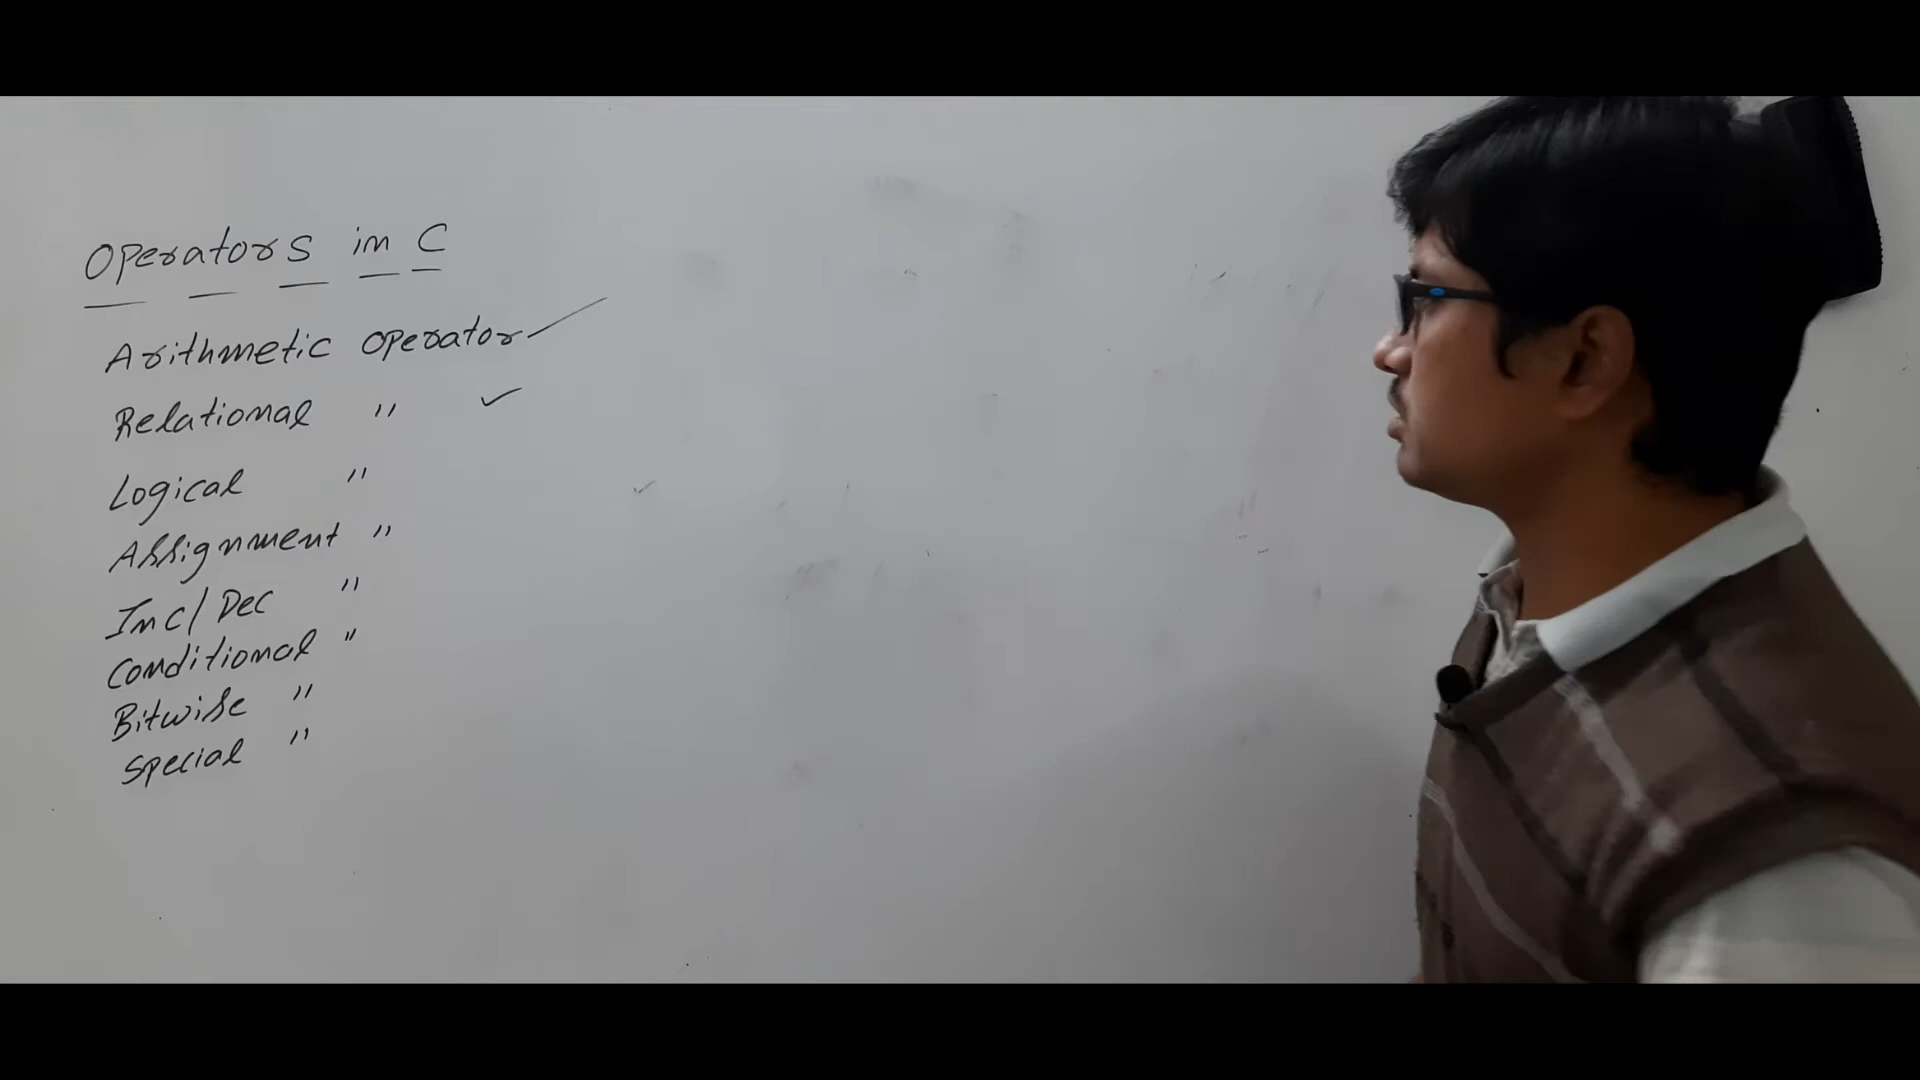 Operators in C
Arithmetic Operator ✓
Relational " ✓
Logical "
Assignment "
Inc/Dec "
Conditional "
Bitwise "
Special "